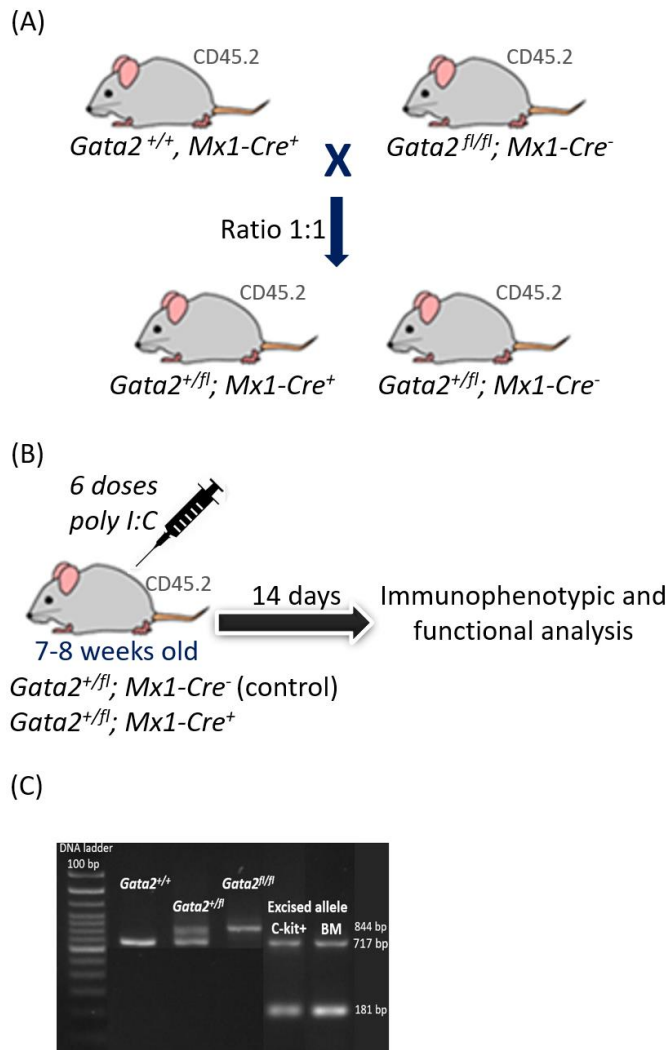 (A)
CD45.2
CD45.2
Gata2 +/+, Mx1-Cre+
X
Gata2 fl/fl; Mx1-Cre-
Ratio 1:1
CD45.2
CD45.2
Gata2+/fl; Mx1-Cre+
Gata2+/fl; Mx1-Cre-
(B)
6 doses
poly I:C
CD45.2
14 days
Immunophenotypic and
functional analysis
7-8 weeks old
Gata2+/fl; Mx1-Cre- (control)
Gata2+/fl; Mx1-Cre+
(C)
DNA ladder
100 bp
Gata2+/+
Gata2+/fl
Gata2fl/fl
Excised allele
C-kit+ BM
844 bp
717 bp
181 bp